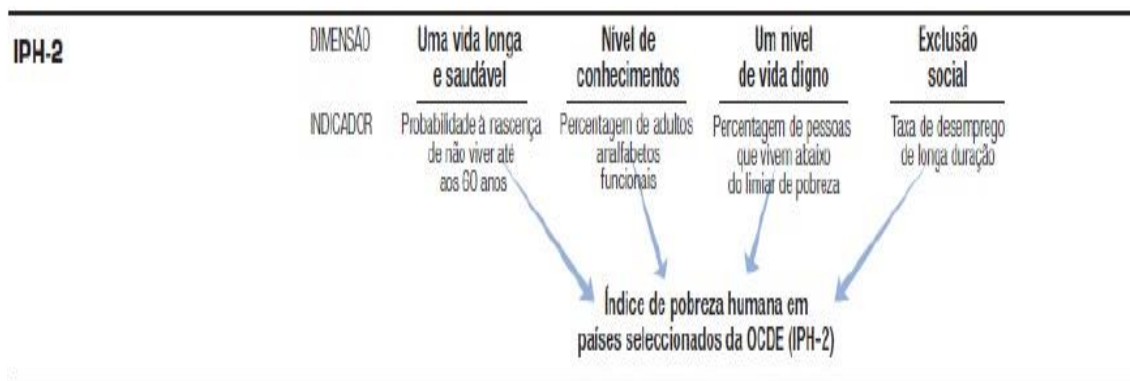 IPH-2
DIMENSÃO
Uma vida longa
e saudável
Nível de
conhecimentos
Um nível
de vida digno
Exclusão
social
INDICADOR
Probabilidade à nascença
de não viver até
aos 60 anos
Percentagem de adultos
analfabetos
funcionais
Percentagem de pessoas
que vivem abaixo
do limiar de pobreza
Taxa de desemprego
de longa duração
Índice de pobreza humana em
países seleccionados da OCDE (IPH-2)